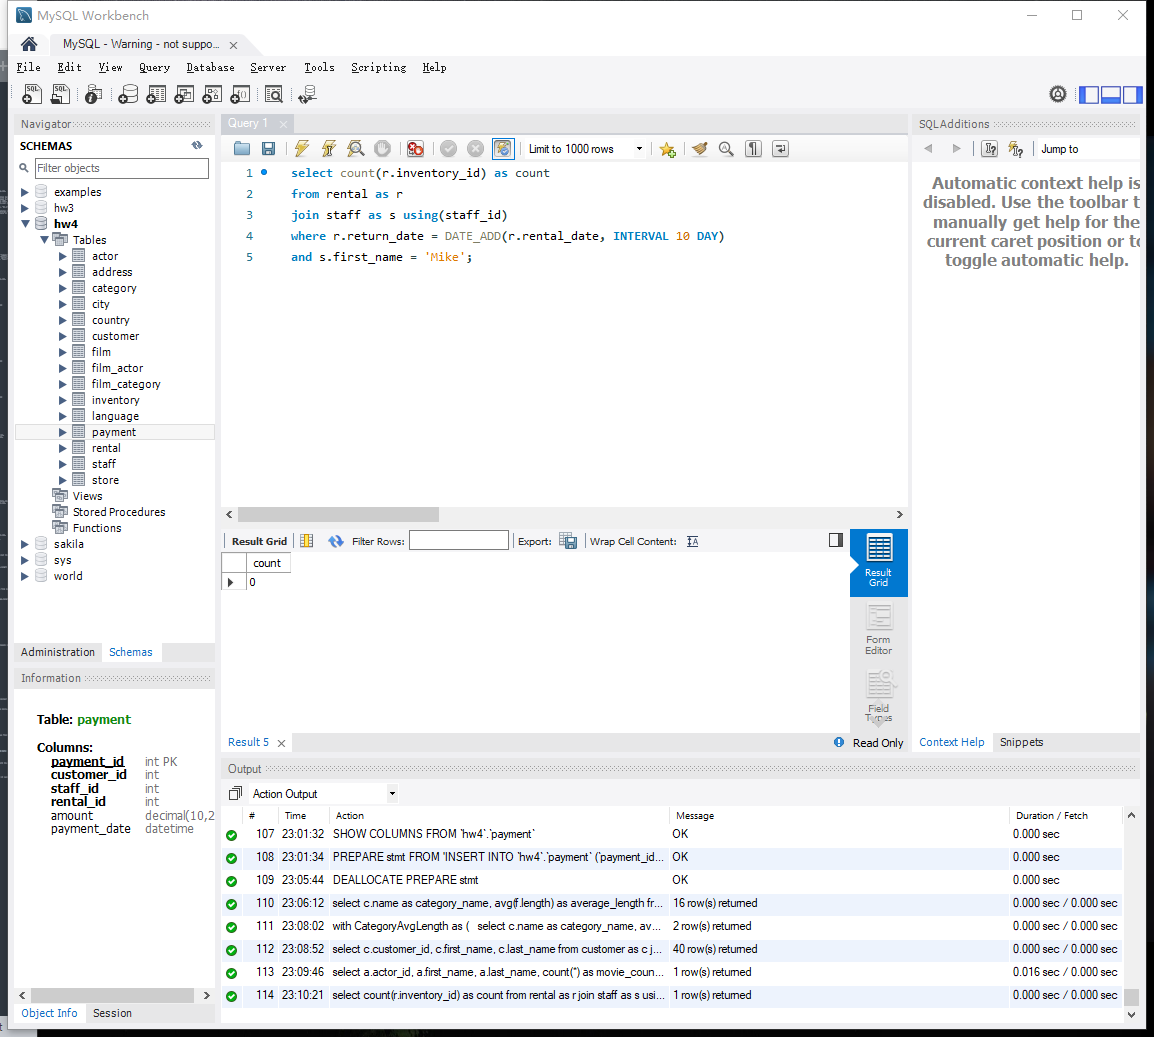 MySQL Workbench
MySQL - Warning - not suppo...
File Edit View Query Database Server Tools Scripting Help
Navigator
SCHEMAS
Filter objects
examples
hw3
hw4
Tables
actor
address
category
city
country
customer
film
film_actor
film_category
inventory
language
payment
rental
staff
store
Views
Stored Procedures
Functions
sakila
sys
world
Administration Schemas
Information
Table: payment
Columns:
payment_id int PK
customer_id int
staff_id int
rental_id int
amount decimal(10,2
payment_date datetime
Object Info Session
Query 1
Limit to 1000 rows
1 select count(r.inventory_id) as count
2 from rental as r
3 join staff as s using(staff_id)
4 where r.return_date = DATE_ADD(r.rental_date, INTERVAL 10 DAY)
5 and s.first_name = 'Mike';
Result Grid Filter Rows: Export: Wrap Cell Content:
count
0
Result
Grid
Form
Editor
Field
Types
Result 5
Read Only
SQLAdditions
Jump to
Automatic context help is
disabled. Use the toolbar t
manually get help for the
current caret position or to
toggle automatic help.
Context Help Snippets
Output
Action Output
# Time Action Message Duration / Fetch
107 23:01:32 SHOW COLUMNS FROM `hw4`.`payment` OK 0.000 sec
108 23:01:34 PREPARE stmt FROM 'INSERT INTO `hw4`.`payment` (`payment_id... OK 0.000 sec
109 23:05:44 DEALLOCATE PREPARE stmt OK 0.000 sec
110 23:06:12 select c.name as category_name, avg(f.length) as average_length fr... 16 row(s) returned 0.000 sec / 0.000 sec
111 23:08:02 with CategoryAvgLength as ( select c.name as category_name, av... 2 row(s) returned 0.000 sec / 0.000 sec
112 23:08:52 select c.customer_id, c.first_name, c.last_name from customer as c j... 40 row(s) returned 0.000 sec / 0.000 sec
113 23:09:46 select a.actor_id, a.first_name, a.last_name, count(*) as movie_coun... 1 row(s) returned 0.016 sec / 0.000 sec
114 23:10:21 select count(r.inventory_id) as count from rental as r join staff as s usi... 1 row(s) returned 0.000 sec / 0.000 sec